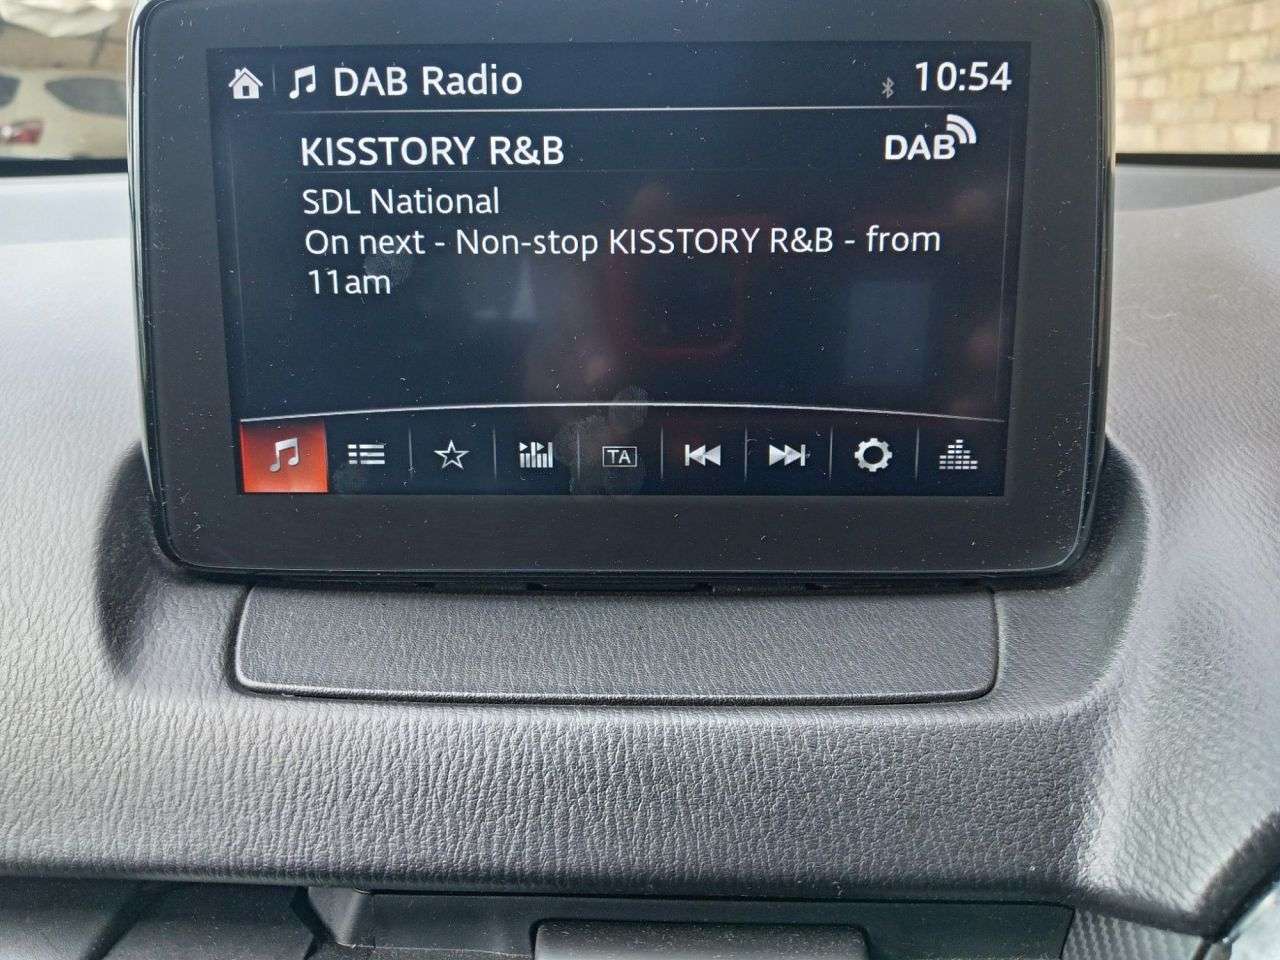 DAB Radio 10:54
KISSTORY R&B DAB
SDL National
On next - Non-stop KISSTORY R&B - from
11am
TA